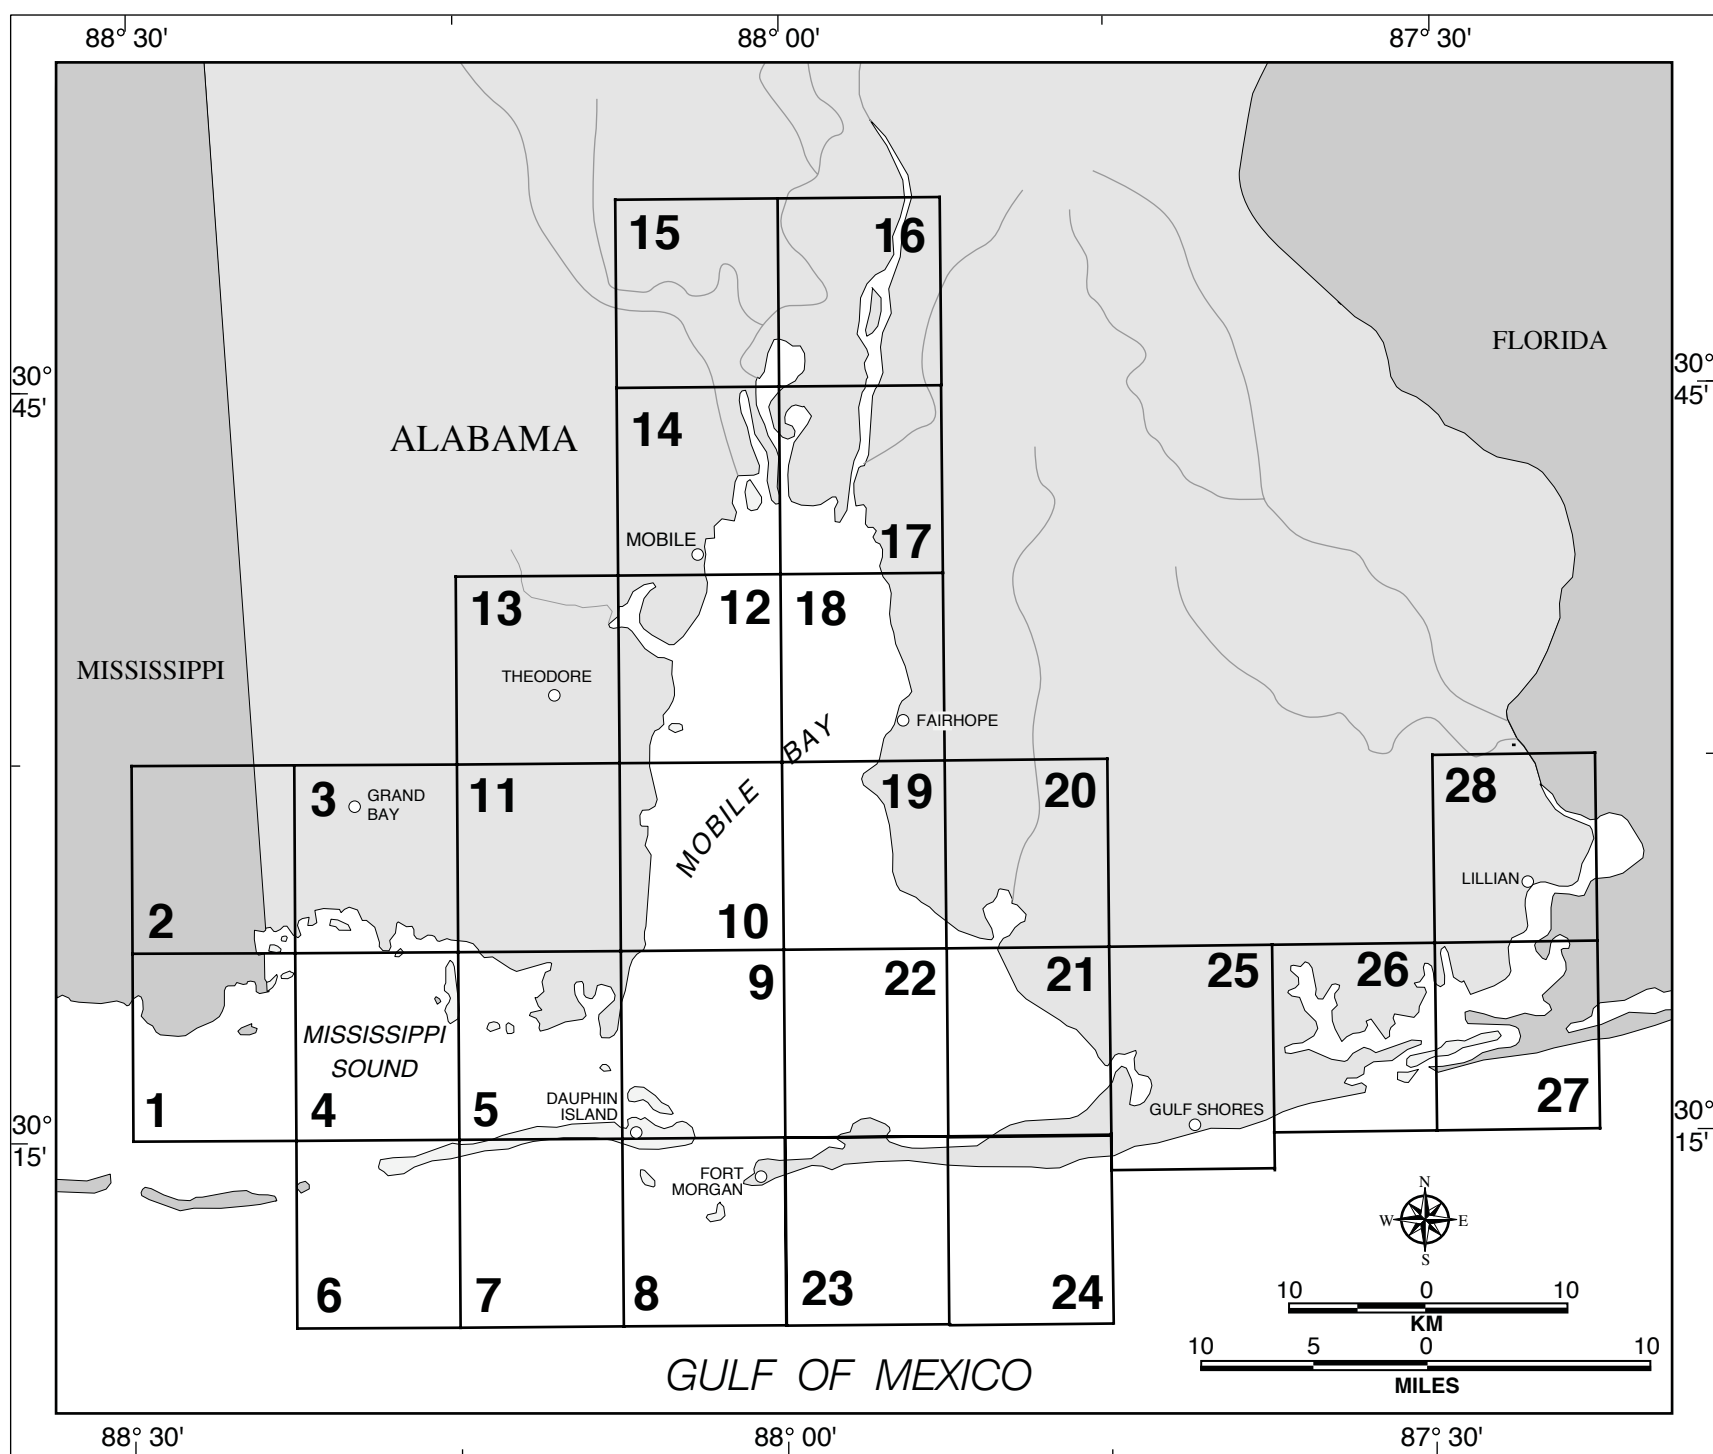 88° 30'
88° 00'
87° 30'
15
16
FLORIDA
30°
45'
30°
45'
14
ALABAMA
MOBILE
17
13
12
18
MISSISSIPPI
THEODORE
FAIRHOPE
MOBILE BAY
3
GRAND
BAY
11
19
20
28
LILLIAN
2
10
9
22
21
25
26
MISSISSIPPI
SOUND
1
4
5
DAUPHIN
ISLAND
GULF SHORES
27
30°
15'
30°
15'
FORT
MORGAN
N
W
E
S
6
7
8
23
24
10 0 10
KM
10 5 0 10
MILES
GULF OF MEXICO
88° 30'
88° 00'
87° 30'